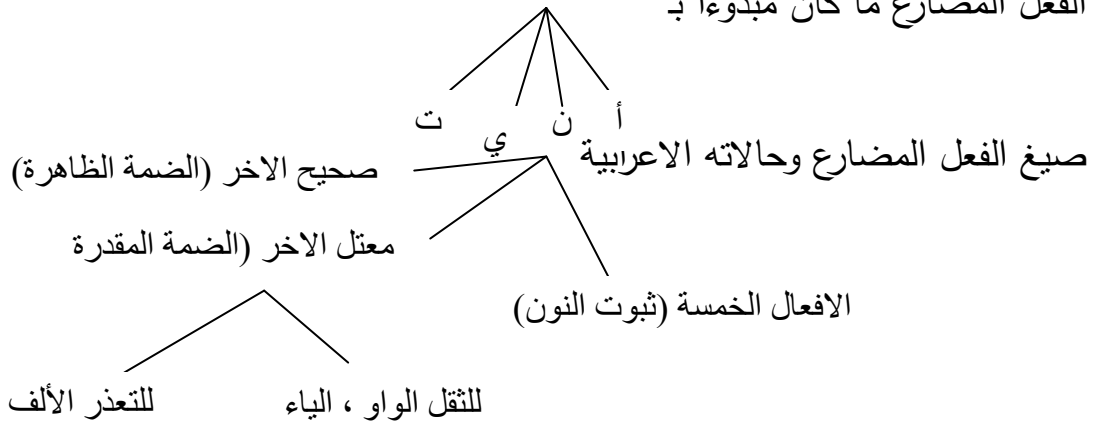 الفعل المضارع ما كان مبدوءا بـ
أ ن ي ت
صيغ الفعل المضارع وحالاته الاعرابية
صحيح الاخر (الضمة الظاهرة)
معتل الاخر (الضمة المقدرة
الافعال الخمسة (ثبوت النون)
للثقل الواو ، الياء للتعذر الألف